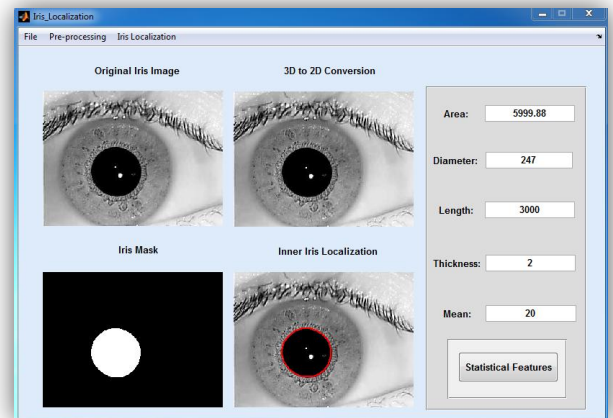 Iris_Localization
File Pre-processing Iris Localization
Original Iris Image
3D to 2D Conversion
Iris Mask
Inner Iris Localization
Area: 5999.88
Diameter: 247
Length: 3000
Thickness: 2
Mean: 20
Statistical Features